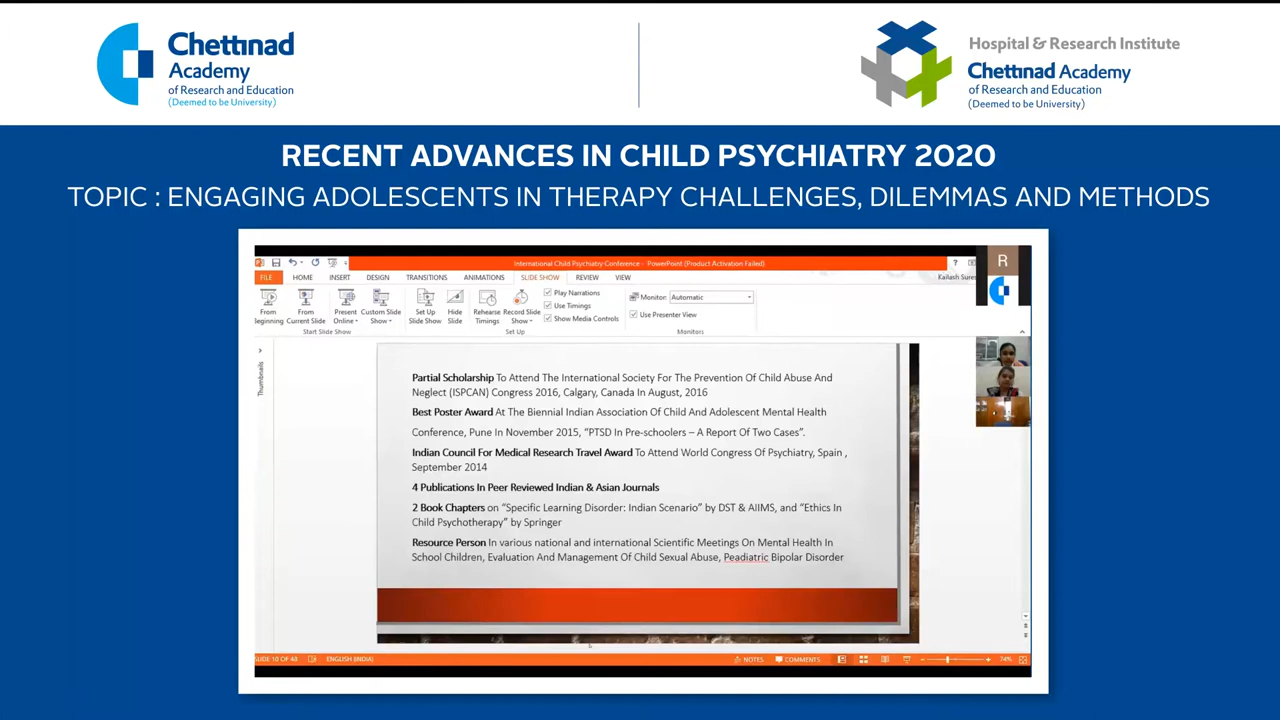 Chettinad
Academy
of Research and Education
(Deemed to be University)
Hospital & Research Institute
Chettinad Academy
of Research and Education
(Deemed to be University)
RECENT ADVANCES IN CHILD PSYCHIATRY 2020
TOPIC : ENGAGING ADOLESCENTS IN THERAPY CHALLENGES, DILEMMAS AND METHODS
International Child Psychiatry Conference - PowerPoint (Product Activation Failed)
?
R
FILE HOME INSERT DESIGN TRANSITIONS ANIMATIONS SLIDE SHOW REVIEW VIEW
Kailash Sures
From
eginning
From
Current Slide
Present
Online
Custom Slide
Show
Set Up
Slide Show
Hide
Slide
Rehearse
Timings
Record Slide
Show
Play Narrations
Use Timings
Show Media Controls
Monitor: Automatic
Use Presenter View
Start Slide Show
Set Up
Monitors
Thumbnails
Partial Scholarship To Attend The International Society For The Prevention Of Child Abuse And
Neglect (ISPCAN) Congress 2016, Calgary, Canada In August, 2016
Best Poster Award At The Biennial Indian Association Of Child And Adolescent Mental Health
Conference, Pune In November 2015, “PTSD In Pre-schoolers – A Report Of Two Cases”.
Indian Council For Medical Research Travel Award To Attend World Congress Of Psychiatry, Spain ,
September 2014
4 Publications In Peer Reviewed Indian & Asian Journals
2 Book Chapters on “Specific Learning Disorder: Indian Scenario” by DST & AIIMS, and “Ethics In
Child Psychotherapy” by Springer
Resource Person In various national and international Scientific Meetings On Mental Health In
School Children, Evaluation And Management Of Child Sexual Abuse, Peadiatric Bipolar Disorder
SLIDE 10 OF 43 ENGLISH (INDIA) NOTES COMMENTS 74%